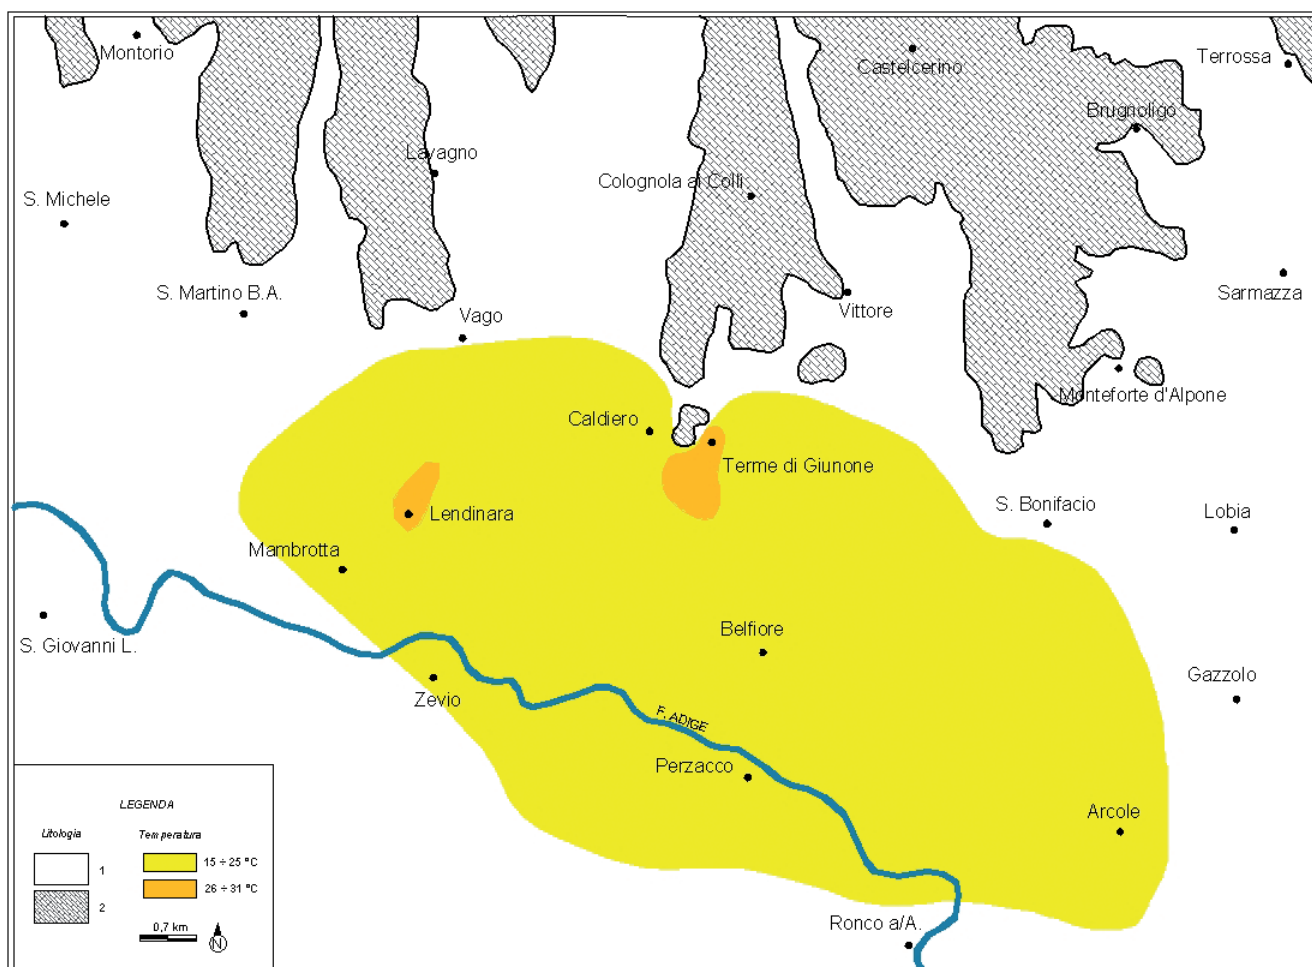 Montorio
Castelcerino
Terrossa
Brugnoligo
Lavagno
Colognola ai Colli
S. Michele
S. Martino B.A.
Sarmazza
Vago
Vittore
Monteforte d'Alpone
Caldiero
Terme di Giunone
Lendinara
S. Bonifacio
Lobia
Mambrotta
Belfiore
S. Giovanni L.
Zevio
Gazzolo
F. ADIGE
Perzacco
Arcole
Ronco a/A.
LEGENDA
Litologia
1
2
Temperatura
15 ÷ 25 °C
26 ÷ 31 °C
0,7 km
N